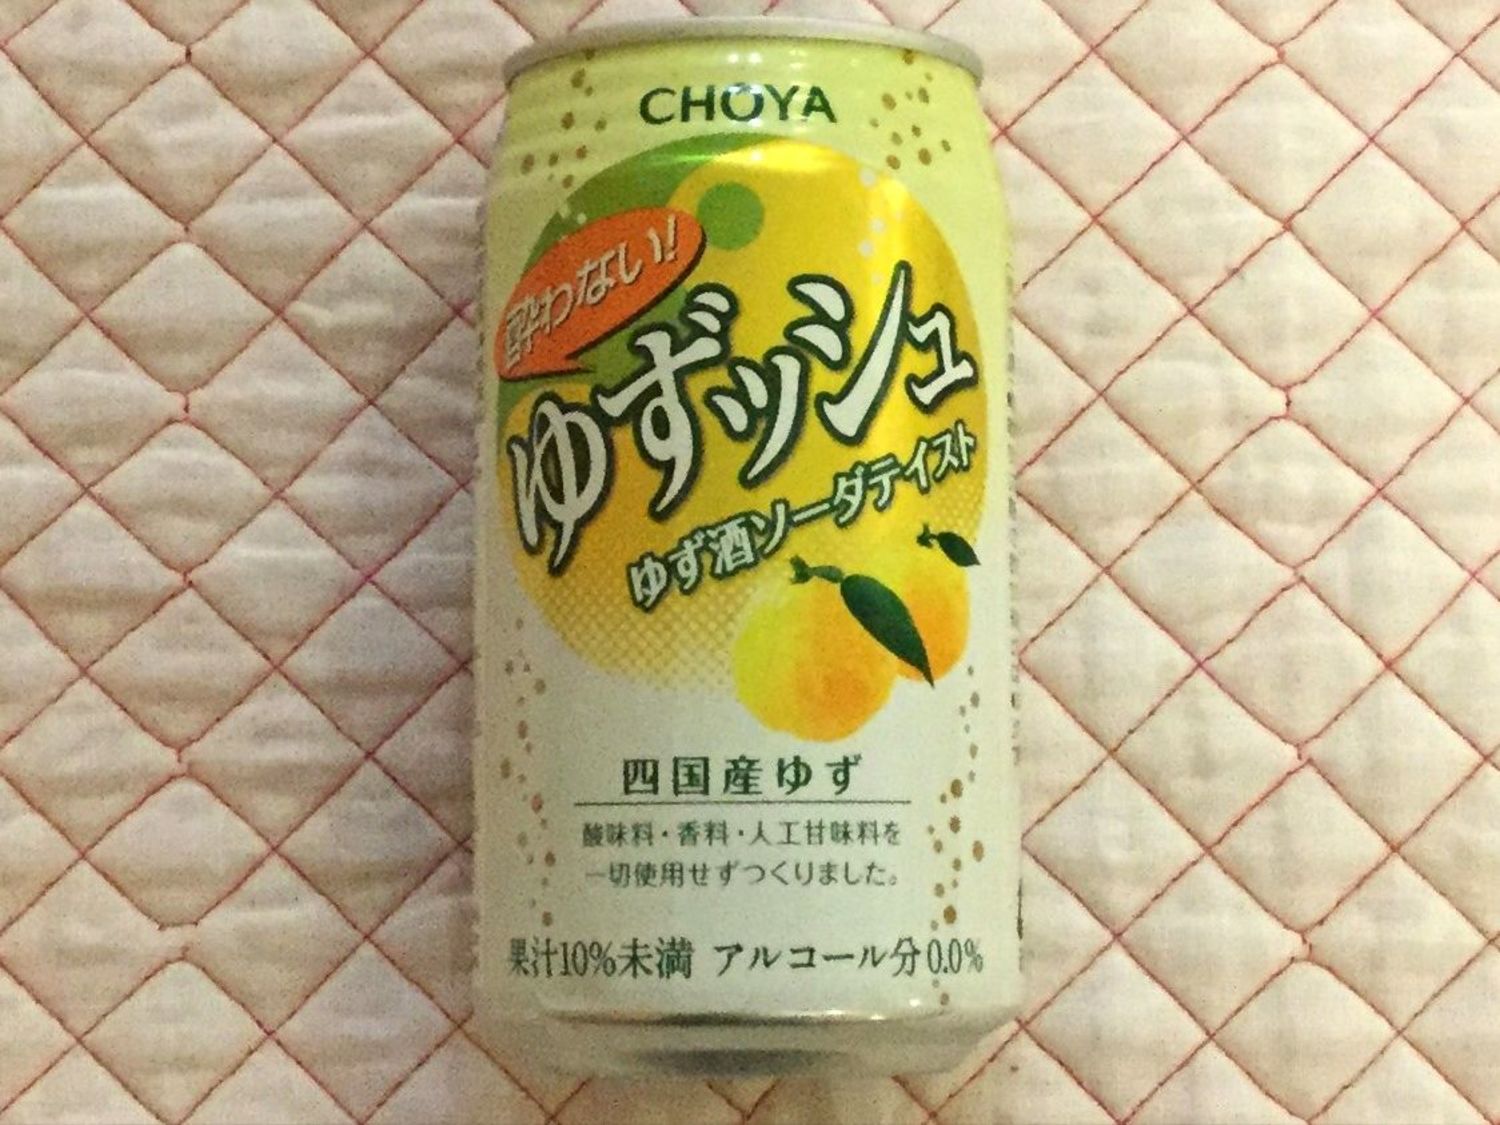 CHOYA
酔わない!
ゆずッシュ
ゆず酒ソーダテイスト
四国産ゆず
酸味料・香料・人工甘味料を
一切使用せずつくりました。
果汁10%未満 アルコール分0.0%